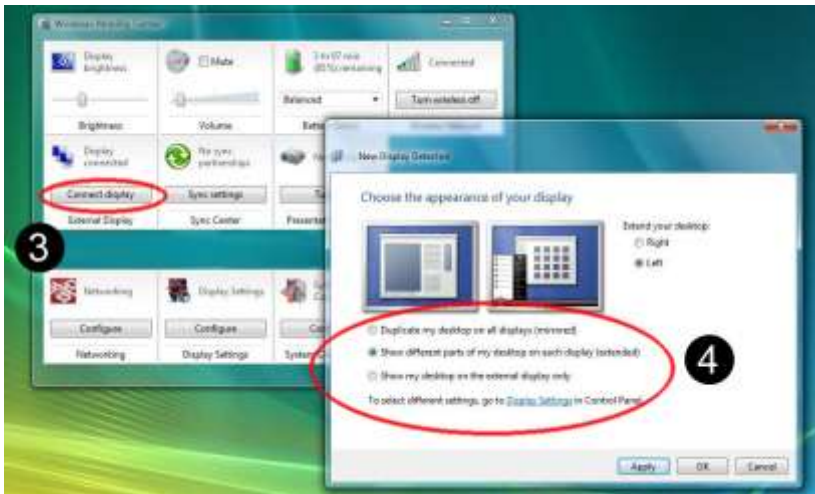 Windows Mobility Center
Display
brightness
Mute
Connected
Balanced
Turn wireless off
Brightness
Volume
Display
connected
No sync
partnerships
Connect display
Sync settings
External Display
Sync Center
3
Networking
Display Settings
Configure
Configure
Networking
Display Settings
New Display Detected
Choose the appearance of your display
Extend your desktop:
Right
Left
Duplicate my desktop on all displays (mirrored)
Show different parts of my desktop on each display (extended)
Show my desktop on the external display only
To select different settings, go to Display Settings in Control Panel.
4
Apply
OK
Cancel